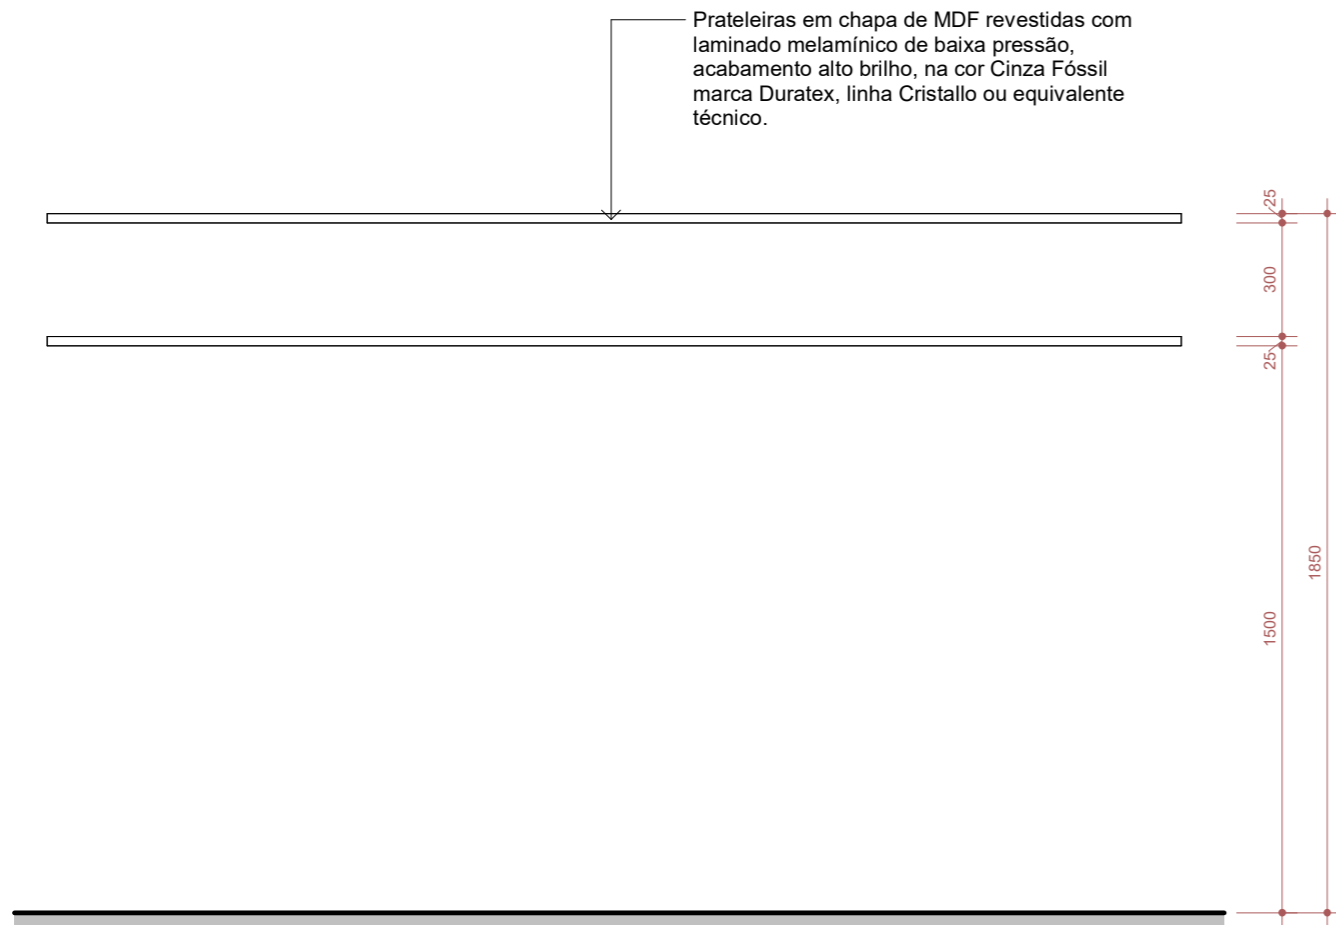 Prateleiras em chapa de MDF revestidas com
laminado melamínico de baixa pressão,
acabamento alto brilho, na cor Cinza Fóssil
marca Duratex, linha Cristallo ou equivalente
técnico.
25
300
25
1850
1500